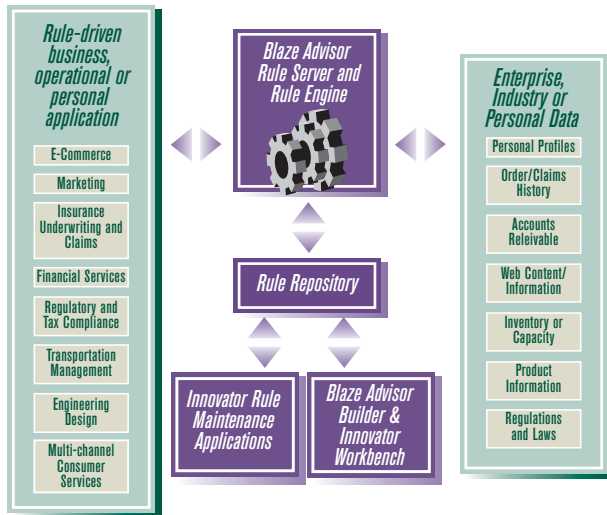 Rule-driven
business,
operational or
personal
application
E-Commerce
Marketing
Insurance
Underwriting and
Claims
Financial Services
Regulatory and
Tax Compliance
Transportation
Management
Engineering
Design
Multi-channel
Consumer
Services
Blaze Advisor
Rule Server and
Rule Engine
Rule Repository
Innovator Rule
Maintenance
Applications
Blaze Advisor
Builder &
Innovator
Workbench
Enterprise,
Industry or
Personal Data
Personal Profiles
Order/Claims
History
Accounts
Releivable
Web Content/
Information
Inventory or
Capacity
Product
Information
Regulations
and Laws